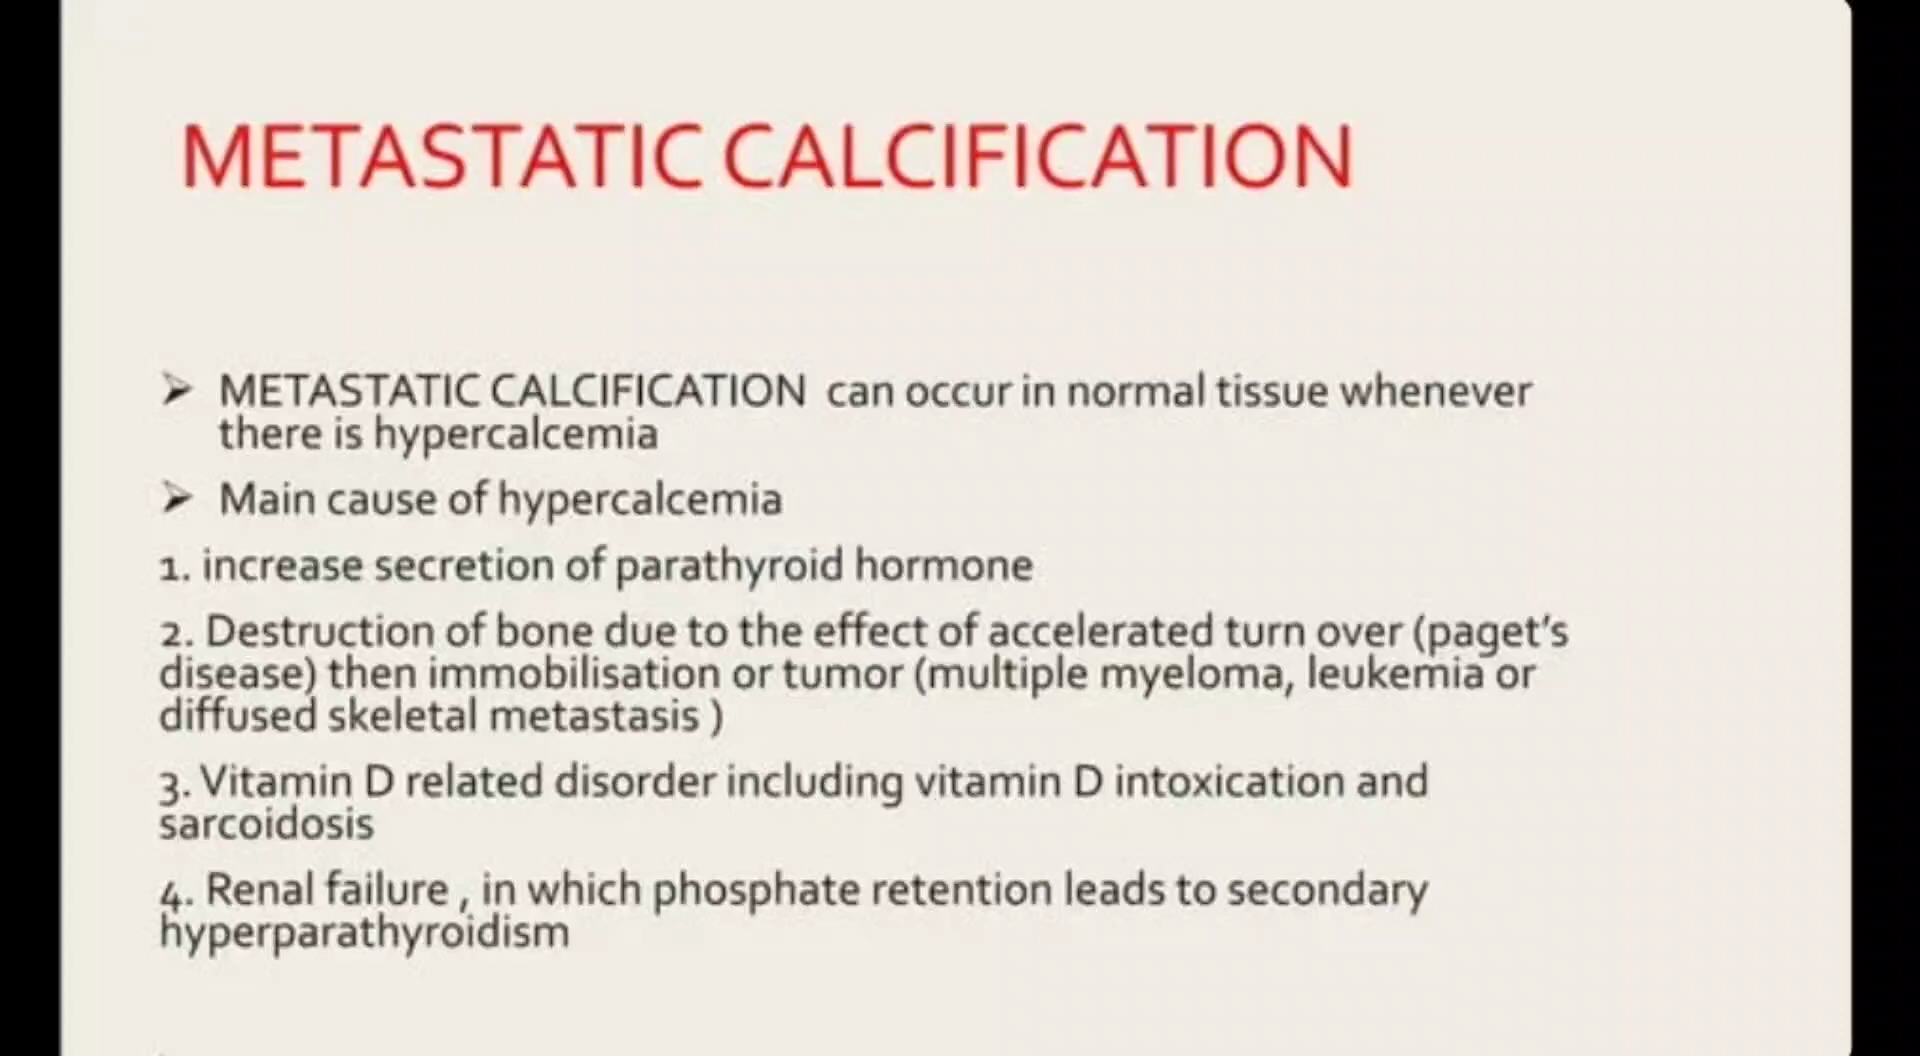 METASTATIC CALCIFICATION
➢ METASTATIC CALCIFICATION can occur in normal tissue whenever
there is hypercalcemia
➢ Main cause of hypercalcemia
1. increase secretion of parathyroid hormone
2. Destruction of bone due to the effect of accelerated turn over (paget's
disease) then immobilisation or tumor (multiple myeloma, leukemia or
diffused skeletal metastasis )
3. Vitamin D related disorder including vitamin D intoxication and
sarcoidosis
4. Renal failure , in which phosphate retention leads to secondary
hyperparathyroidism